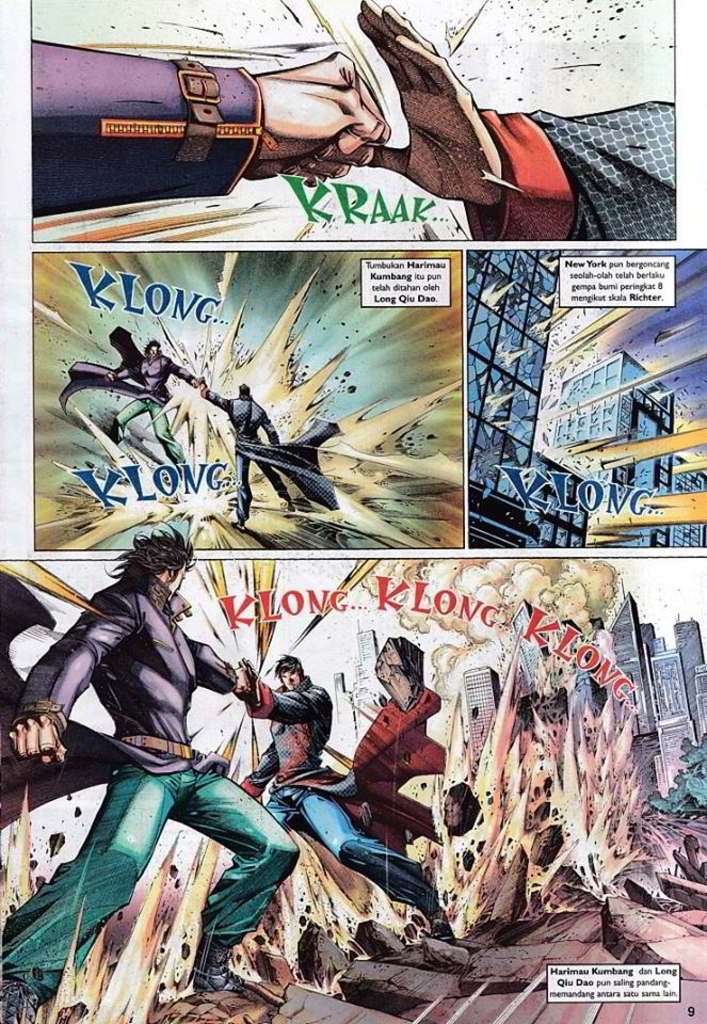 KRAAK...
KLONG...
Tumbukan Harimau
Kumbang itu pun
telah ditahan oleh
Long Qiu Dao.
KLONG...
New York pun bergoncang
seolah-olah telah berlaku
gempa bumi peringkat 8
mengikut skala Richter.
KLONG...
KLONG... KLONG... KLONG...
Harimau Kumbang dan Long
Qiu Dao pun saling pandang-
memandang antara satu sama lain.
9